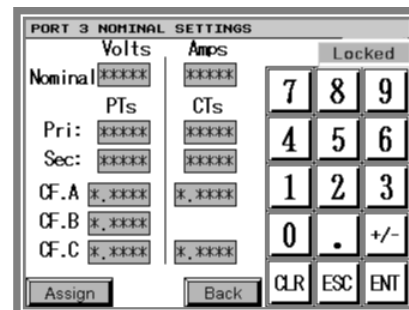 PORT 3 NOMINAL SETTINGS
Volts Amps
Locked
Nominal ***** *****
PTs CTs
Pri: ***** *****
Sec: ***** *****
CF.A *.**** *.****
CF.B *.****
CF.C *.**** *.****
7 8 9
4 5 6
1 2 3
0 . +/-
CLR ESC ENT
Assign Back